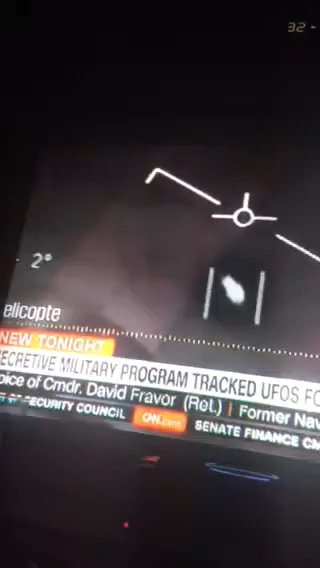 32 -
2°
elicopte
NEW TONIGHT
ECRETIVE MILITARY PROGRAM TRACKED UFOS FO
oice of Cmdr. David Fravor (Ret.) | Former Nav
SECURITY COUNCIL CNN.com SENATE FINANCE CM